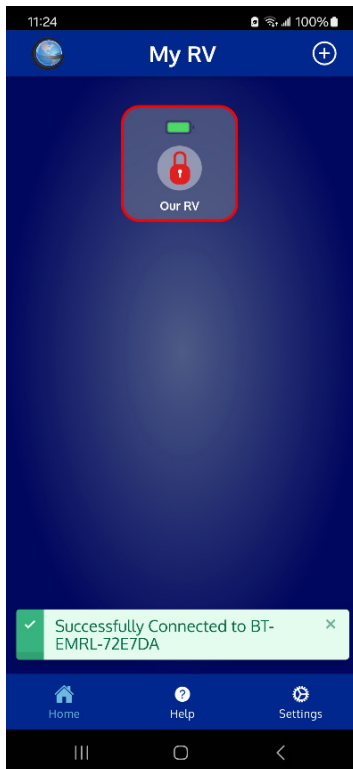 11:24
100%
My RV
Our RV
Successfully Connected to BT-
EMRL-72E7DA
Home
Help
Settings